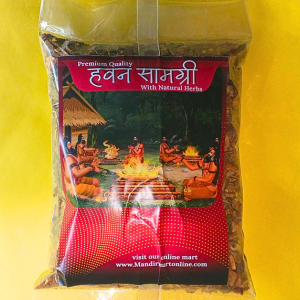 Premium Quality
हवन सामग्री
With Natural Herbs
visit our online mart
www.Mandirmartonline.com